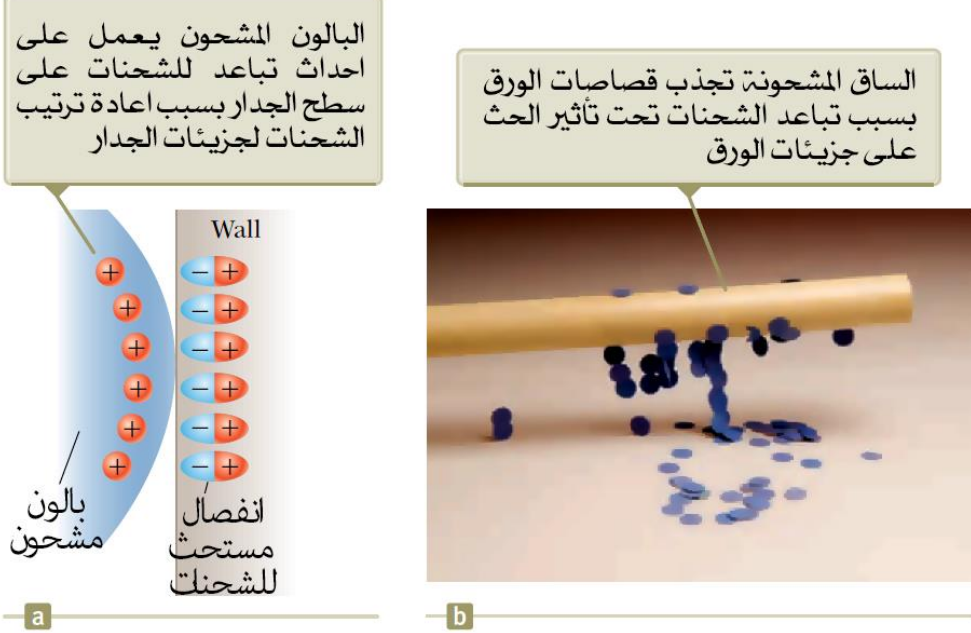 البالون المشحون يعمل على
احداث تباعد للشحنات على
سطح الجدار بسبب اعادة ترتيب
الشحنات لجزيئات الجدار
الساق المشحونة تجذب قصاصات الورق
بسبب تباعد الشحنات تحت تأثير الحث
على جزيئات الورق
Wall
+ − +
+ − +
+ − +
+ − +
+ − +
+ − +
بالون
مشحون
انفصال
مستحث
للشحنات
a
b